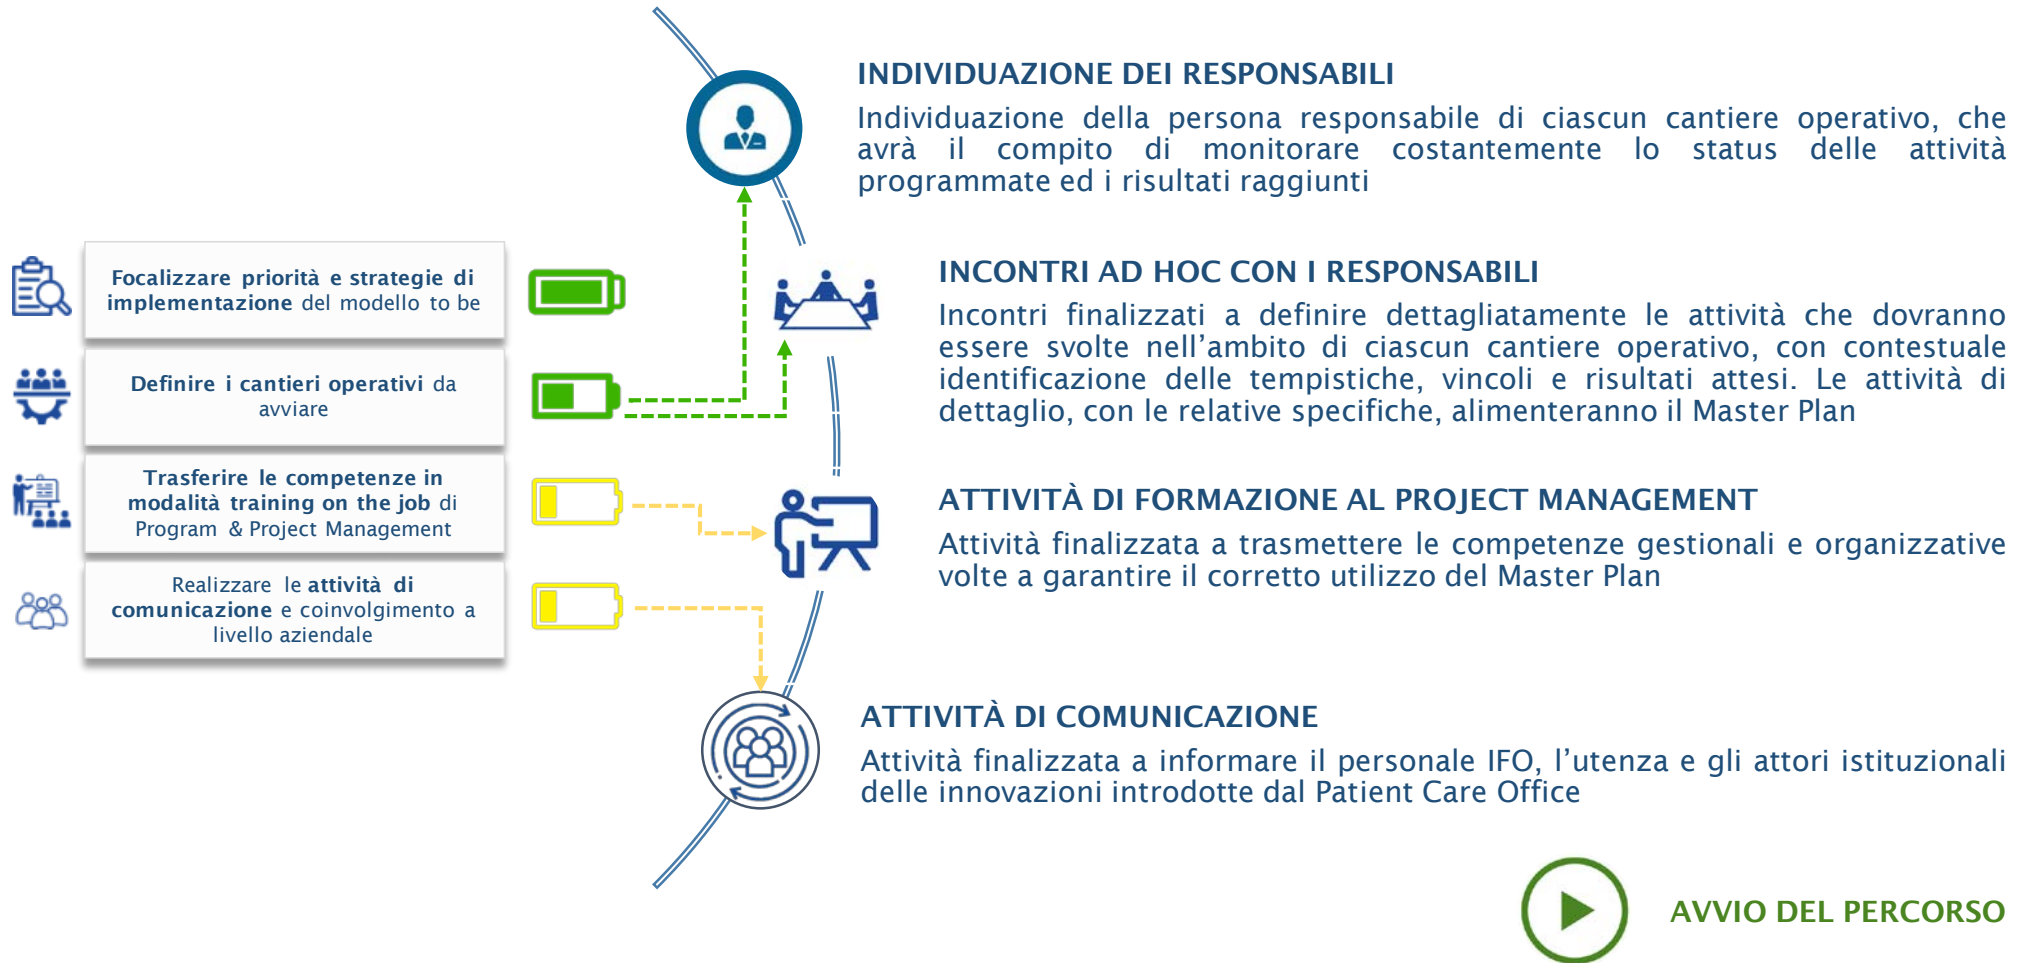 INDIVIDUAZIONE DEI RESPONSABILI
Individuazione della persona responsabile di ciascun cantiere operativo, che
avrà il compito di monitorare costantemente lo status delle attività
programmate ed i risultati raggiunti
Focalizzare priorità e strategie di
implementazione del modello to be
Definire i cantieri operativi da
avviare
Trasferire le competenze in
modalità training on the job di
Program & Project Management
Realizzare le attività di
comunicazione e coinvolgimento a
livello aziendale
INCONTRI AD HOC CON I RESPONSABILI
Incontri finalizzati a definire dettagliatamente le attività che dovranno
essere svolte nell’ambito di ciascun cantiere operativo, con contestuale
identificazione delle tempistiche, vincoli e risultati attesi. Le attività di
dettaglio, con le relative specifiche, alimenteranno il Master Plan
ATTIVITÀ DI FORMAZIONE AL PROJECT MANAGEMENT
Attività finalizzata a trasmettere le competenze gestionali e organizzative
volte a garantire il corretto utilizzo del Master Plan
ATTIVITÀ DI COMUNICAZIONE
Attività finalizzata a informare il personale IFO, l’utenza e gli attori istituzionali
delle innovazioni introdotte dal Patient Care Office
AVVIO DEL PERCORSO